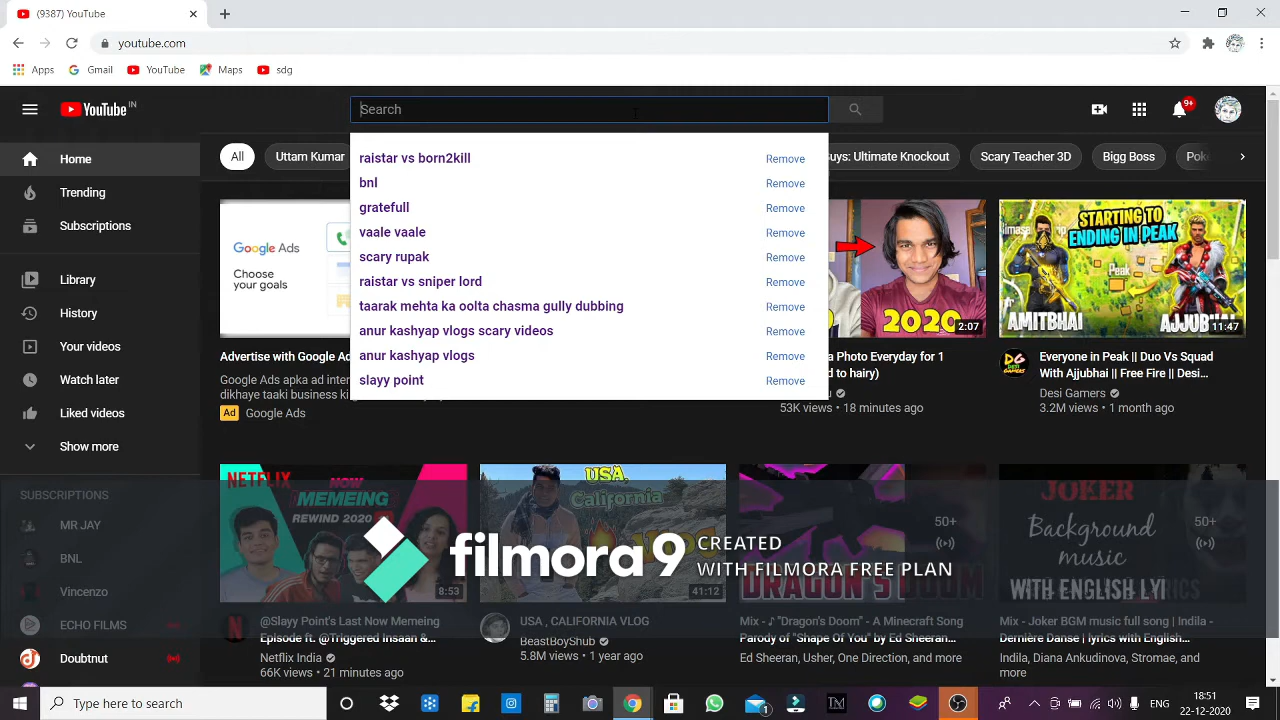 (9387) YouTube
youtube.com
Apps
Gmail
YouTube
Maps
sdg
YouTube IN
Search
9+
Home
Trending
Subscriptions
Library
History
Your videos
Watch later
Liked videos
Show more
SUBSCRIPTIONS
MR JAY
BNL
Vincenzo
ECHO FILMS
Doubtnut
All
Uttam Kumar
uys: Ultimate Knockout
Scary Teacher 3D
Bigg Boss
Pok
raistar vs born2kill Remove
bnl Remove
gratefull Remove
vaale vaale Remove
scary rupak Remove
raistar vs sniper lord Remove
taarak mehta ka oolta chasma gully dubbing Remove
anur kashyap vlogs scary videos Remove
anur kashyap vlogs Remove
slayy point Remove
Google Ads
Choose
your goals
Advertise with Google Ad
Google Ads apka ad inter
dikhaye taaki business ki
Ad Google Ads
2020
2:07
Photo Everyday for 1
to hairy)
53K views • 18 minutes ago
STARTING TO
ENDING IN PEAK
Peak
AMITBHAI
AJJUBH
11:47
Everyone in Peak || Duo Vs Squad
With Ajjubhai || Free Fire || Desi...
Desi Gamers
3.2M views • 1 month ago
NETFLIX
NOW
MEMEING
REWIND 2020
8:53
@Slayy Point's Last Now Memeing
Episode ft. @Triggered Insaan &...
Netflix India
66K views • 21 minutes ago
USA,
California
41:12
USA , CALIFORNIA VLOG
BeastBoyShub
5.8M views • 1 year ago
50+
DRAGON'S DOOM
Mix - ♪ "Dragon's Doom" - A Minecraft Song
Parody of "Shape Of You" by Ed Sheeran...
Ed Sheeran, Usher, One Direction, and more
JOKER
Background
music
WITH ENGLISH LYRICS
50+
Mix - Joker BGM music full song | Indila -
Dernière Danse | lyrics with English...
Indila, Diana Ankudinova, Stromae, and
more
filmora 9
CREATED
WITH FILMORA FREE PLAN
Type here to search
1
18:51
22-12-2020